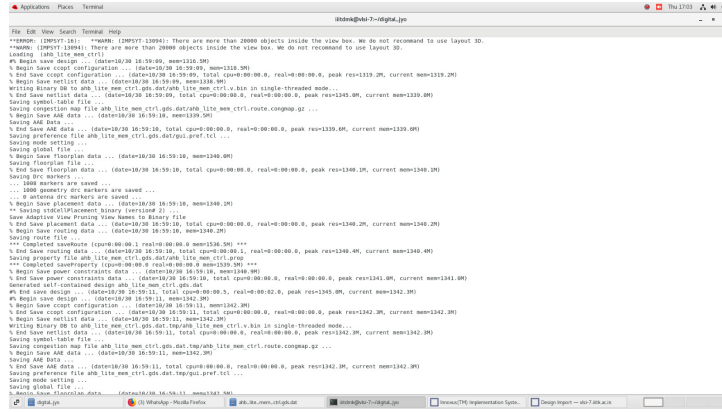 Applications Places Terminal Thu 17:03
iiitdmk@vlsi-7:~/digital_jyo
File Edit View Search Terminal Help
**ERROR: (IMPSYT-16): **WARN: (IMPSYT-13094): There are more than 20000 objects inside the view box. We do not recommand to use layout 3D.
**WARN: (IMPSYT-13094): There are more than 20000 objects inside the view box. We do not recommand to use layout 3D.
Loading (ahb_lite_mem_ctrl)
#% Begin save design ... (date=10/30 16:59:09, mem=1318.5M)
% Begin Save ccopt configuration ... (date=10/30 16:59:09, mem=1318.5M)
% End Save ccopt configuration ... (date=10/30 16:59:09, total cpu=0:00:00.0, real=0:00:00.0, peak res=1319.2M, current mem=1319.2M)
% Begin Save netlist data ... (date=10/30 16:59:09, mem=1338.9M)
Writing Binary DB to ahb_lite_mem_ctrl.gds.dat/ahb_lite_mem_ctrl.v.bin in single-threaded mode...
% End Save netlist data ... (date=10/30 16:59:09, total cpu=0:00:00.0, real=0:00:00.0, peak res=1345.0M, current mem=1339.0M)
Saving symbol-table file ...
Saving congestion map file ahb_lite_mem_ctrl.gds.dat/ahb_lite_mem_ctrl.route.congmap.gz ...
% Begin Save AAE data ... (date=10/30 16:59:10, mem=1339.5M)
Saving AAE Data ...
% End Save AAE data ... (date=10/30 16:59:10, total cpu=0:00:00.0, real=0:00:00.0, peak res=1339.6M, current mem=1339.6M)
Saving preference file ahb_lite_mem_ctrl.gds.dat/gui.pref.tcl ...
Saving mode setting ...
Saving global file ...
% Begin Save floorplan data ... (date=10/30 16:59:10, mem=1340.0M)
Saving floorplan file ...
% End Save floorplan data ... (date=10/30 16:59:10, total cpu=0:00:00.0, real=0:00:00.0, peak res=1340.1M, current mem=1340.1M)
Saving Drc markers ...
... 1008 markers are saved ...
... 1000 geometry drc markers are saved ...
... 0 antenna drc markers are saved ...
% Begin Save placement data ... (date=10/30 16:59:10, mem=1340.1M)
** Saving stdCellPlacement_binary (version# 2) ...
Save Adaptive View Pruning View Names to Binary file
% End Save placement data ... (date=10/30 16:59:10, total cpu=0:00:00.0, real=0:00:00.0, peak res=1340.2M, current mem=1340.2M)
% Begin Save routing data ... (date=10/30 16:59:10, mem=1340.2M)
Saving route file ...
*** Completed saveRoute (cpu=0:00:00.1 real=0:00:00.0 mem=1536.5M) ***
% End Save routing data ... (date=10/30 16:59:10, total cpu=0:00:00.1, real=0:00:00.0, peak res=1340.4M, current mem=1340.4M)
Saving property file ahb_lite_mem_ctrl.gds.dat/ahb_lite_mem_ctrl.prop
*** Completed saveProperty (cpu=0:00:00.0 real=0:00:00.0 mem=1539.5M) ***
% Begin Save power constraints data ... (date=10/30 16:59:10, mem=1340.9M)
% End Save power constraints data ... (date=10/30 16:59:10, total cpu=0:00:00.0, real=0:00:00.0, peak res=1341.0M, current mem=1341.0M)
Generated self-contained design ahb_lite_mem_ctrl.gds.dat
#% End save design ... (date=10/30 16:59:11, total cpu=0:00:00.5, real=0:00:02.0, peak res=1345.0M, current mem=1342.3M)
#% Begin save design ... (date=10/30 16:59:11, mem=1342.3M)
% Begin Save ccopt configuration ... (date=10/30 16:59:11, mem=1342.3M)
% End Save ccopt configuration ... (date=10/30 16:59:11, total cpu=0:00:00.0, real=0:00:00.0, peak res=1342.3M, current mem=1342.3M)
% Begin Save netlist data ... (date=10/30 16:59:11, mem=1342.3M)
Writing Binary DB to ahb_lite_mem_ctrl.gds.dat.tmp/ahb_lite_mem_ctrl.v.bin in single-threaded mode...
% End Save netlist data ... (date=10/30 16:59:11, total cpu=0:00:00.0, real=0:00:00.0, peak res=1342.3M, current mem=1342.3M)
Saving symbol-table file ...
Saving congestion map file ahb_lite_mem_ctrl.gds.dat.tmp/ahb_lite_mem_ctrl.route.congmap.gz ...
% Begin Save AAE data ... (date=10/30 16:59:11, mem=1342.3M)
Saving AAE Data ...
% End Save AAE data ... (date=10/30 16:59:11, total cpu=0:00:00.0, real=0:00:00.0, peak res=1342.3M, current mem=1342.3M)
Saving preference file ahb_lite_mem_ctrl.gds.dat.tmp/gui.pref.tcl ...
Saving mode setting ...
Saving global file ...
% Begin Save floorplan data ... (date=10/30 16:59:11, mem=1342.5M)
digital_jyo (3) WhatsApp - Mozilla Firefox ahb_lite_mem_ctrl.gds.dat iiitdmk@vlsi-7:~/digital_jyo Innovus(TM) Implementation Syste... Design Import — vlsi-7.iiitk.ac.in